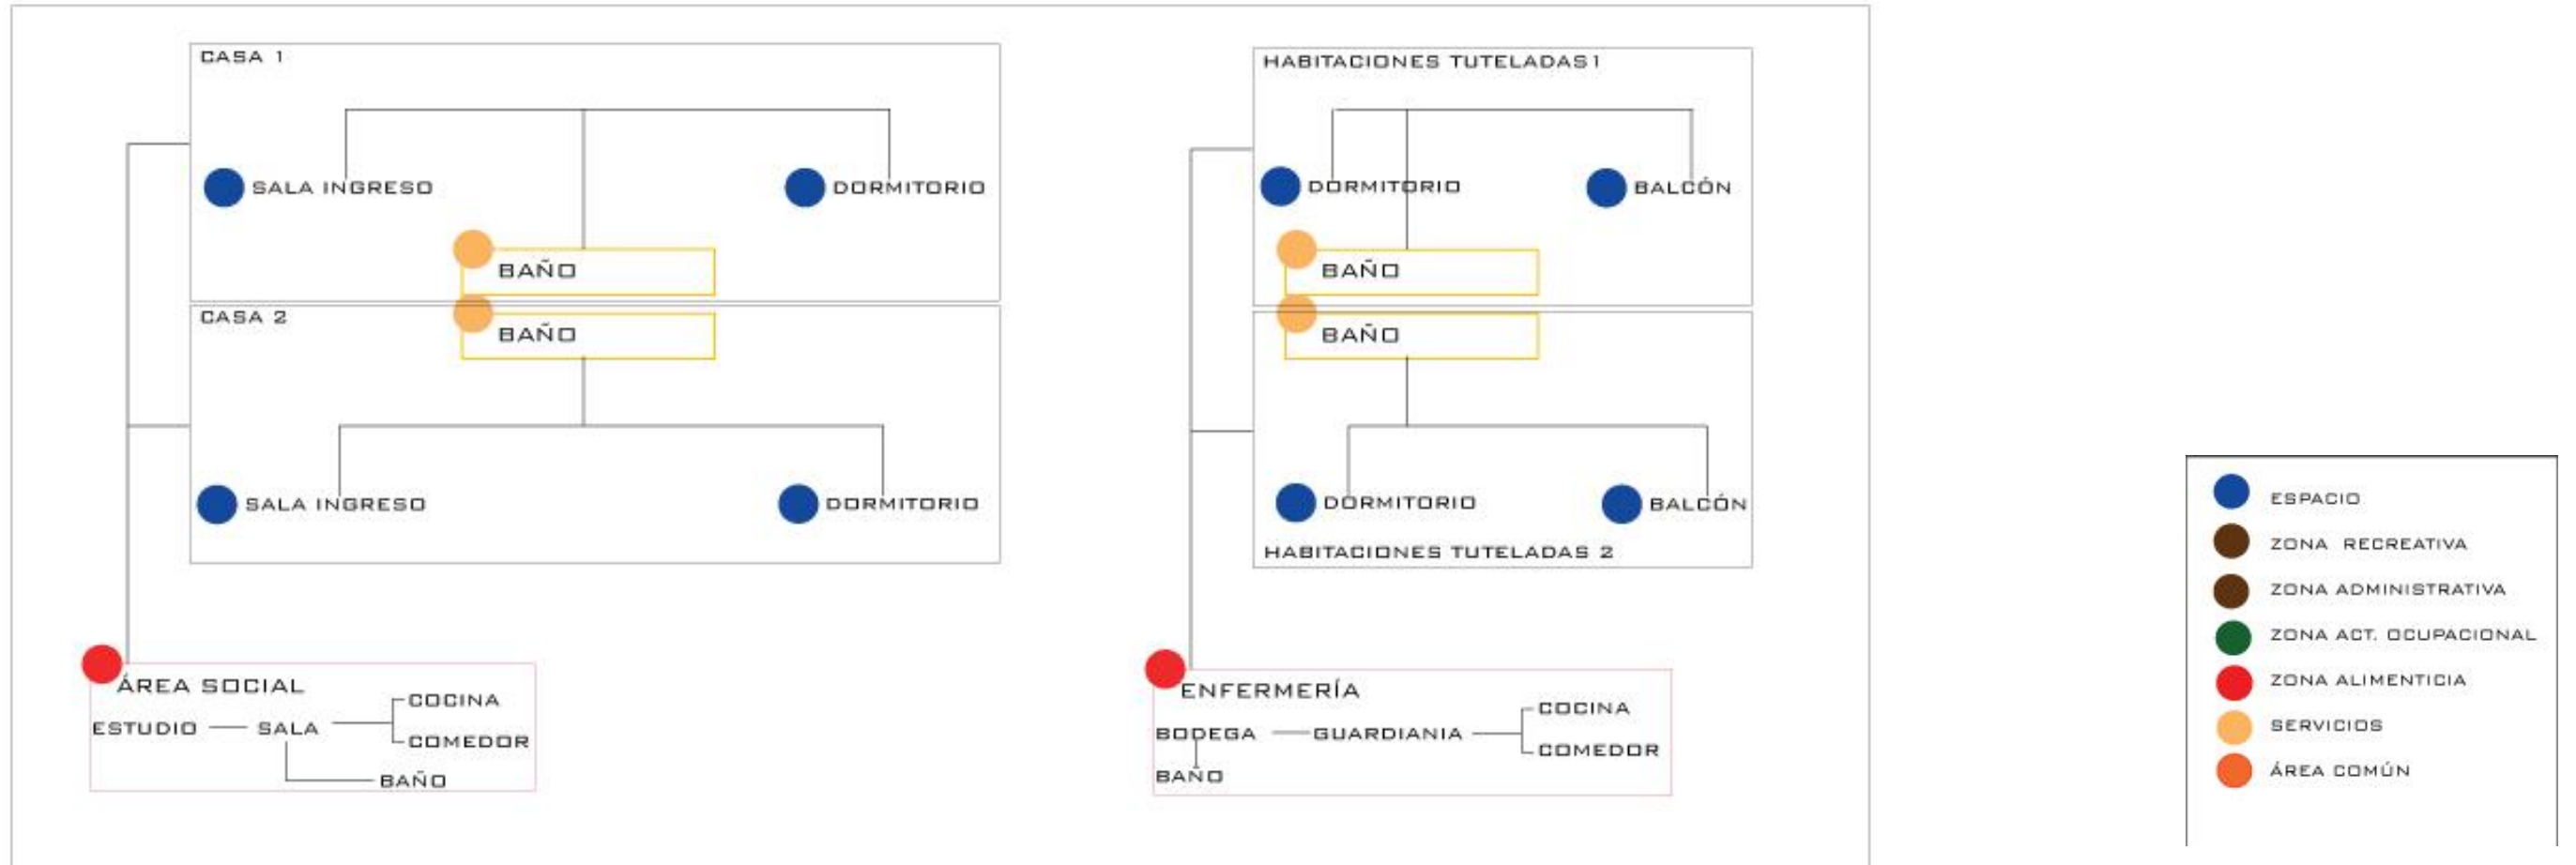 CASA 1
SALA INGRESO
DORMITORIO
BAÑO
CASA 2
BAÑO
SALA INGRESO
DORMITORIO
ÁREA SOCIAL
ESTUDIO
SALA
COCINA
COMEDOR
BAÑO
HABITACIONES TUTELADAS1
DORMITORIO
BALCÓN
BAÑO
BAÑO
DORMITORIO
BALCÓN
HABITACIONES TUTELADAS 2
ENFERMERÍA
BODEGA
GUARDIANIA
COCINA
COMEDOR
BAÑO
ESPACIO
ZONA RECREATIVA
ZONA ADMINISTRATIVA
ZONA ACT. OCUPACIONAL
ZONA ALIMENTICIA
SERVICIOS
ÁREA COMÚN